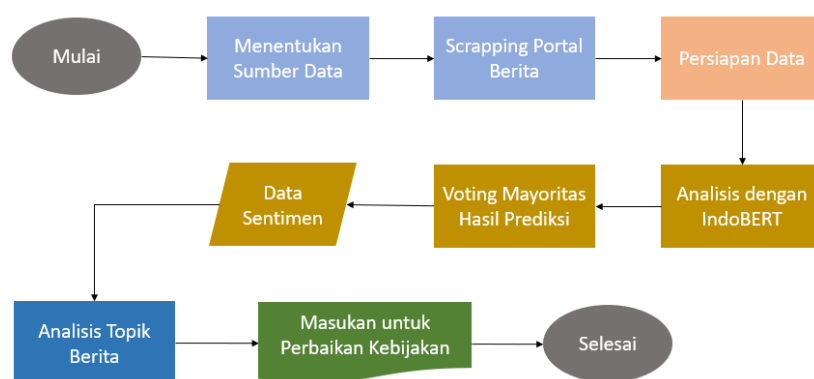 Mulai
Menentukan
Sumber Data
Scrapping Portal
Berita
Persiapan Data
Analisis dengan
IndoBERT
Voting Mayoritas
Hasil Prediksi
Data
Sentimen
Analisis Topik
Berita
Masukan untuk
Perbaikan Kebijakan
Selesai